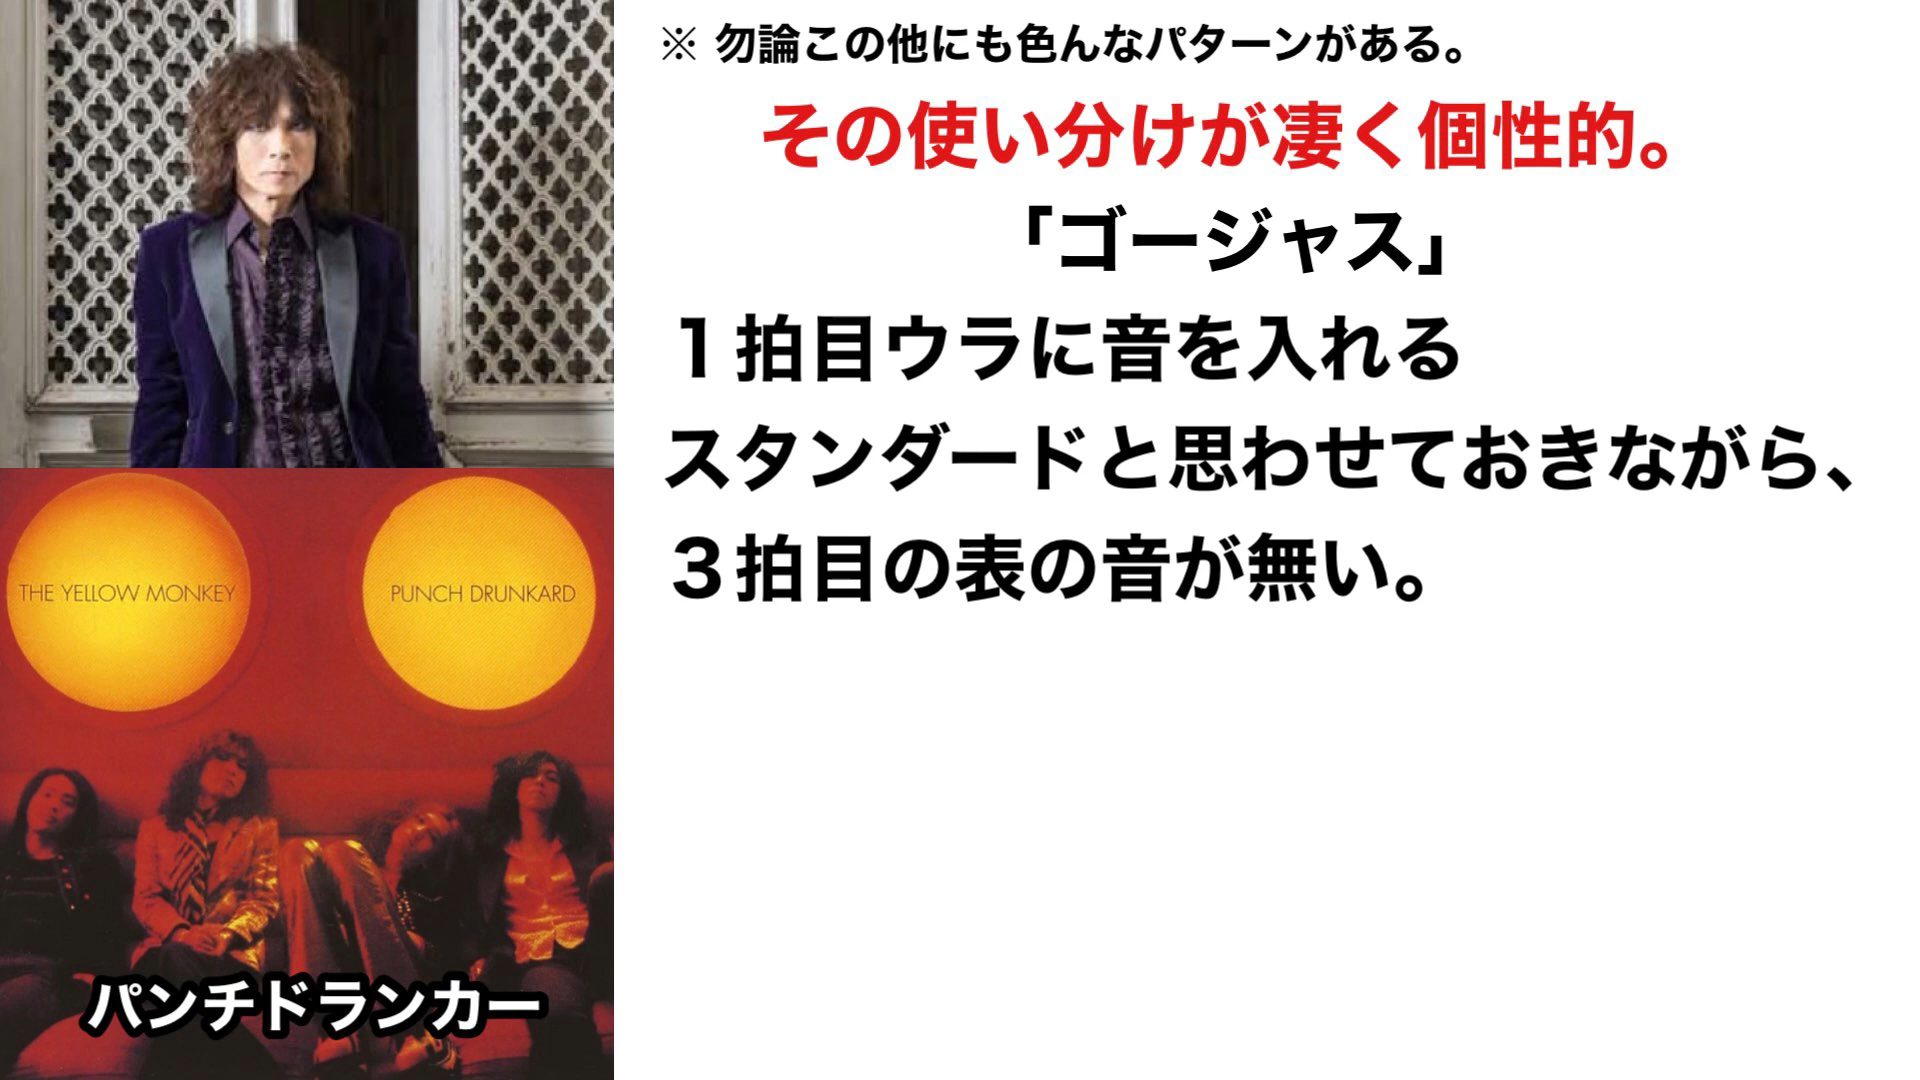 ※ 勿論この他にも色んなパターンがある。
その使い分けが凄く個性的。
「ゴージャス」
１拍目ウラに音を入れる
スタンダードと思わせておきながら、
３拍目の表の音が無い。
THE YELLOW MONKEY
PUNCH DRUNKARD
パンチドランカー